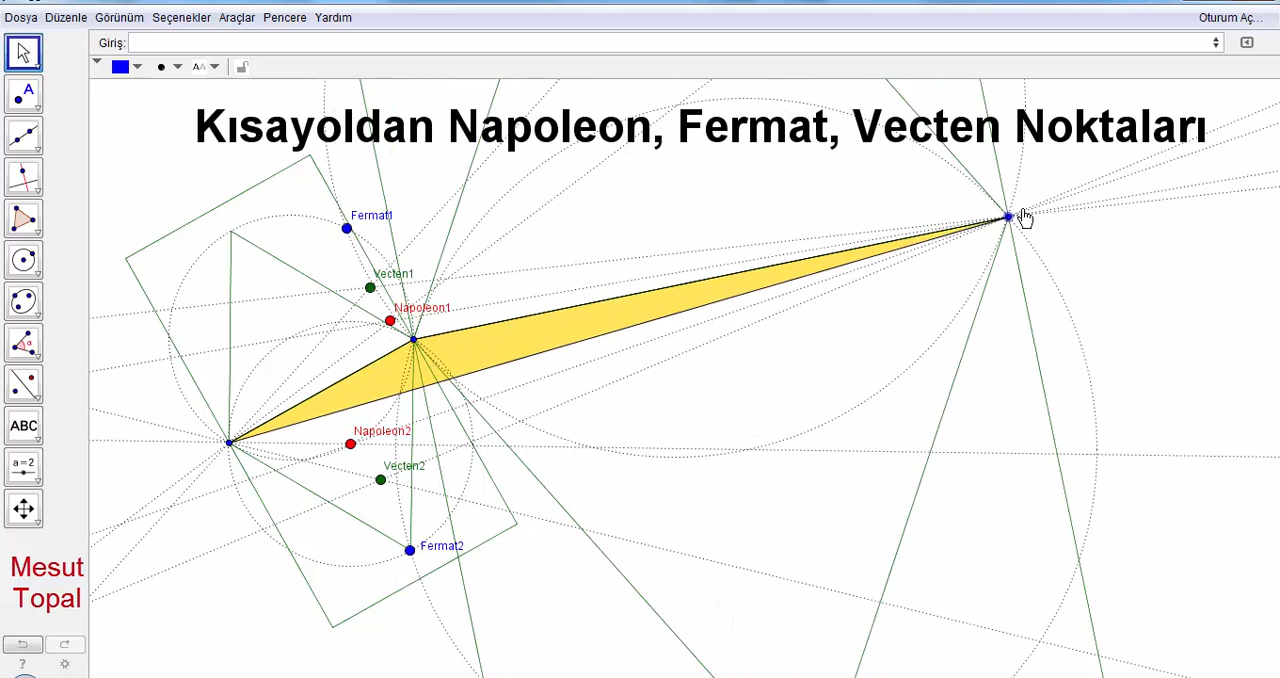 Dosya Düzenle Görünüm Seçenekler Araçlar Pencere Yardım Oturum Aç...
Giriş:
AA
A
Kısayoldan Napoleon, Fermat, Vecten Noktaları
Fermat1
Vecten1
Napoleon1
α
ABC
Napoleon2
a=2
Vecten2
Fermat2
Mesut
Topal
?